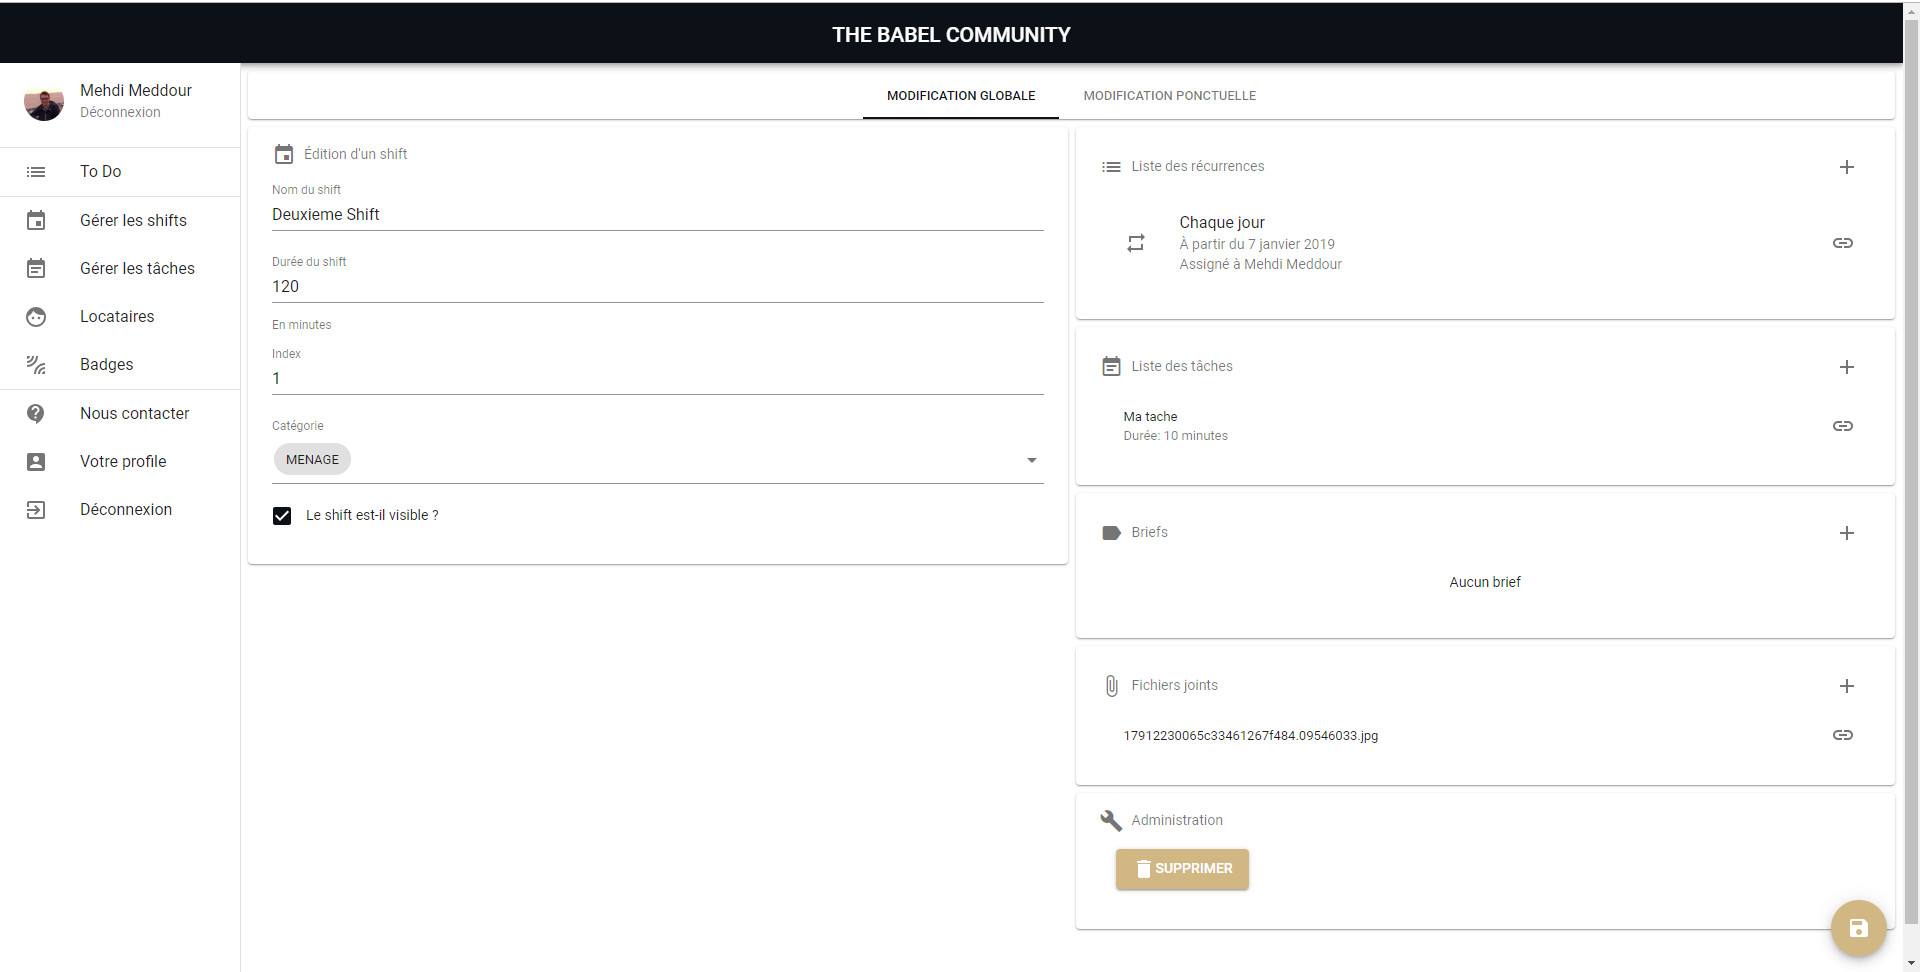 THE BABEL COMMUNITY
Mehdi Meddour
Déconnexion
To Do
Gérer les shifts
Gérer les tâches
Locataires
Badges
Nous contacter
Votre profile
Déconnexion
MODIFICATION GLOBALE
MODIFICATION PONCTUELLE
Édition d'un shift
Nom du shift
Deuxieme Shift
Durée du shift
120
En minutes
Index
1
Catégorie
MENAGE
Le shift est-il visible ?
Liste des récurrences
Chaque jour
À partir du 7 janvier 2019
Assigné à Mehdi Meddour
Liste des tâches
Ma tache
Durée: 10 minutes
Briefs
Aucun brief
Fichiers joints
17912230065c33461267f484.09546033.jpg
Administration
SUPPRIMER